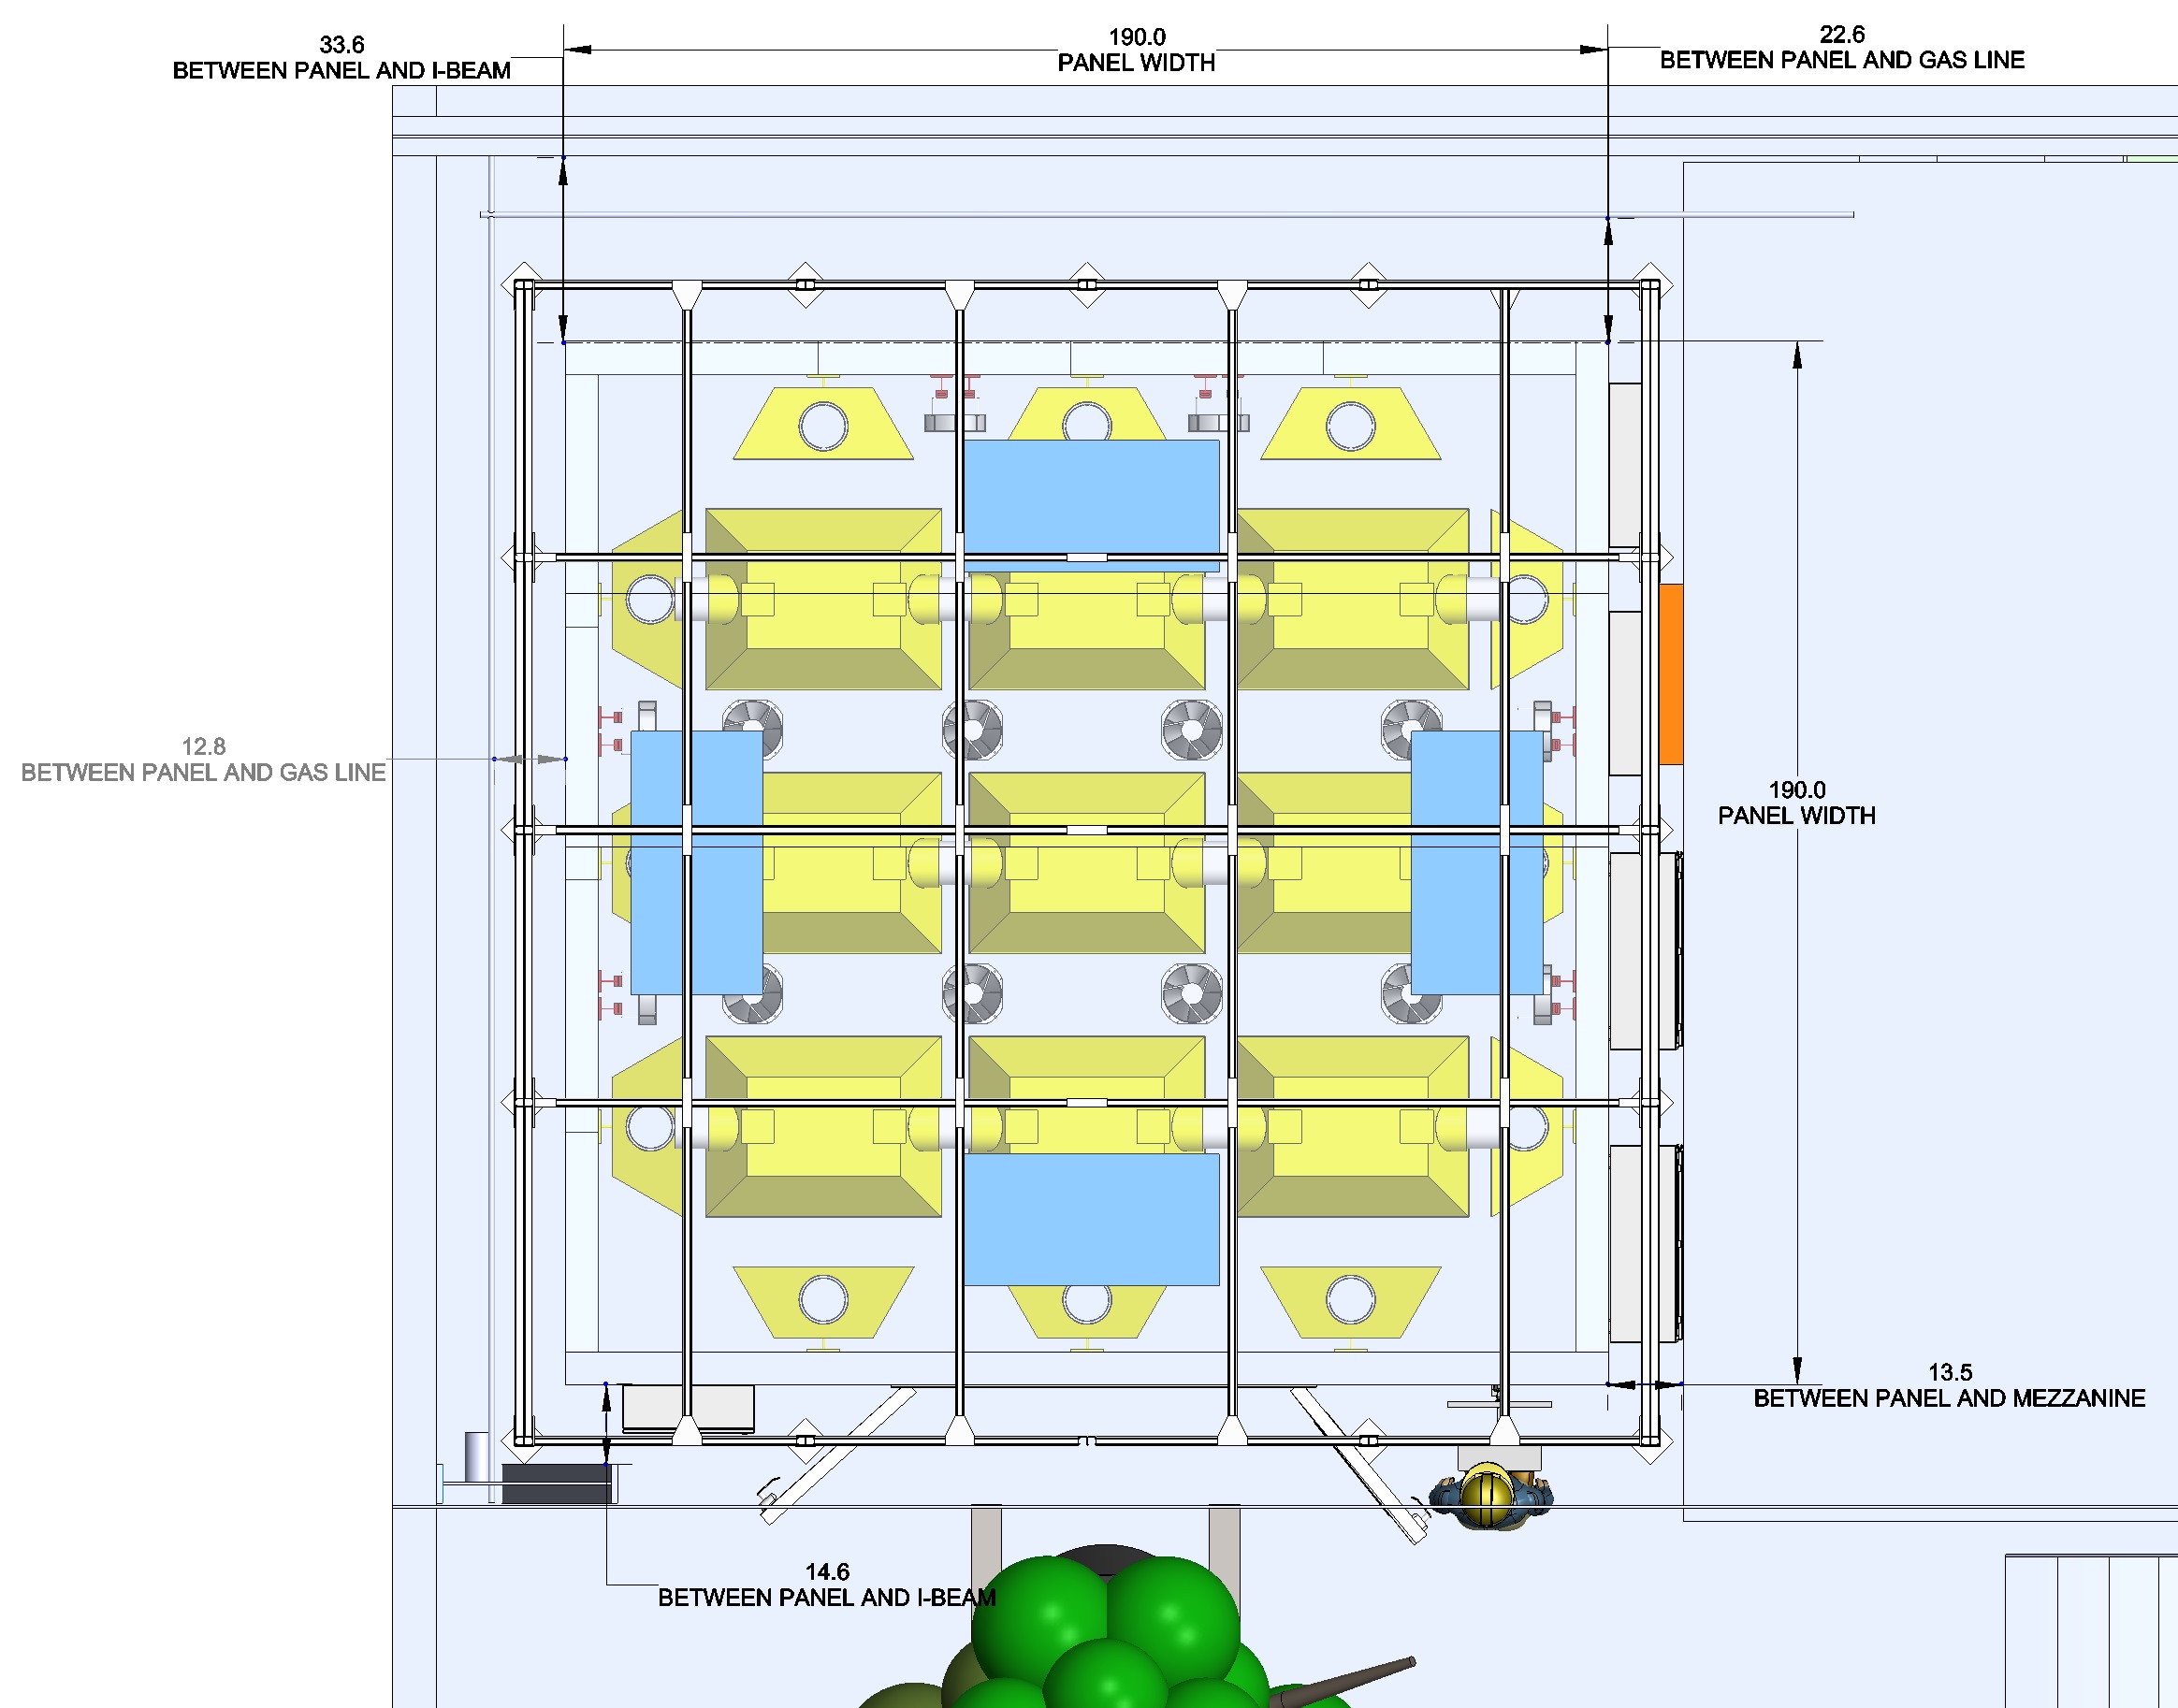 33.6
BETWEEN PANEL AND I-BEAM
190.0
PANEL WIDTH
22.6
BETWEEN PANEL AND GAS LINE
12.8
BETWEEN PANEL AND GAS LINE
190.0
PANEL WIDTH
13.5
BETWEEN PANEL AND MEZZANINE
14.6
BETWEEN PANEL AND I-BEAM